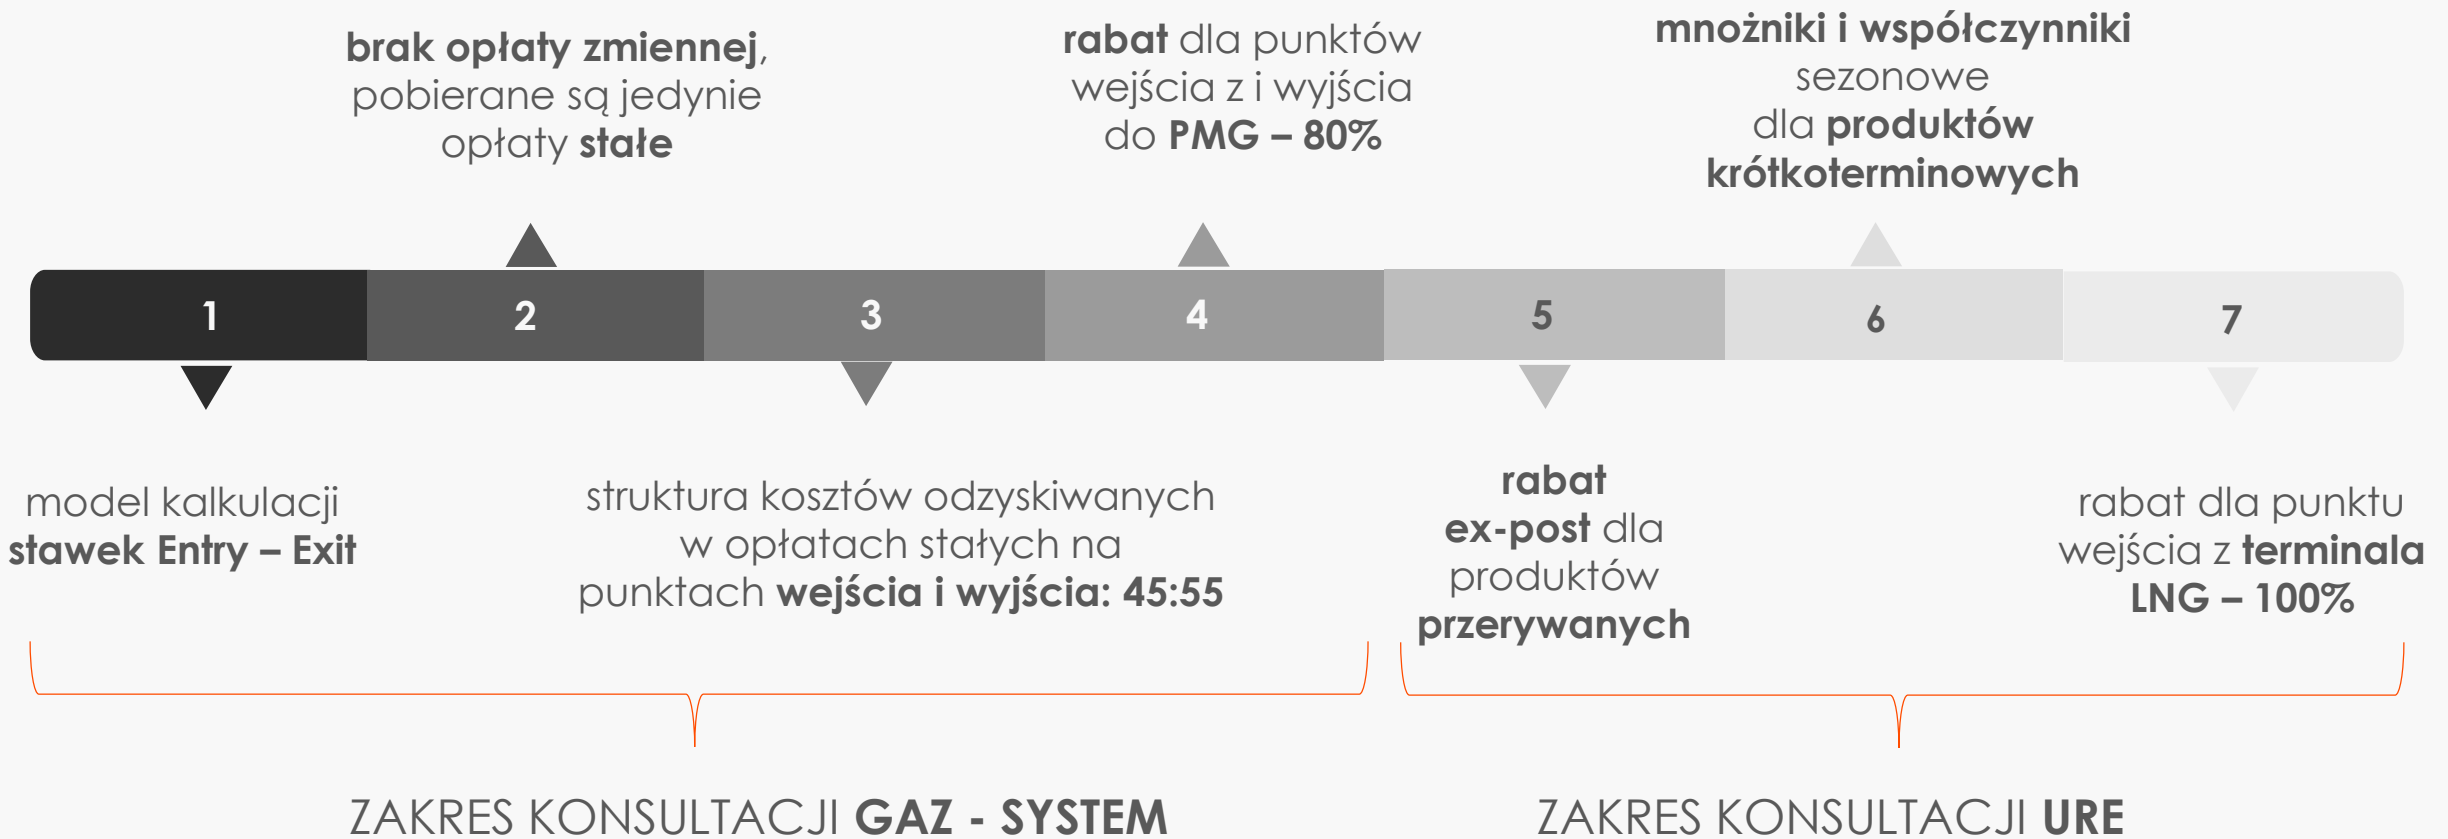 brak opłaty zmiennej,
pobierane są jedynie
opłaty stałe
rabat dla punktów
wejścia z i wyjścia
do PMG – 80%
mnożniki i współczynniki
sezonowe
dla produktów
krótkoterminowych
1
2
3
4
5
6
7
model kalkulacji
stawek Entry – Exit
struktura kosztów odzyskiwanych
w opłatach stałych na
punktach wejścia i wyjścia: 45:55
rabat
ex-post dla
produktów
przerywanych
rabat dla punktu
wejścia z terminala
LNG – 100%
ZAKRES KONSULTACJI GAZ - SYSTEM
ZAKRES KONSULTACJI URE